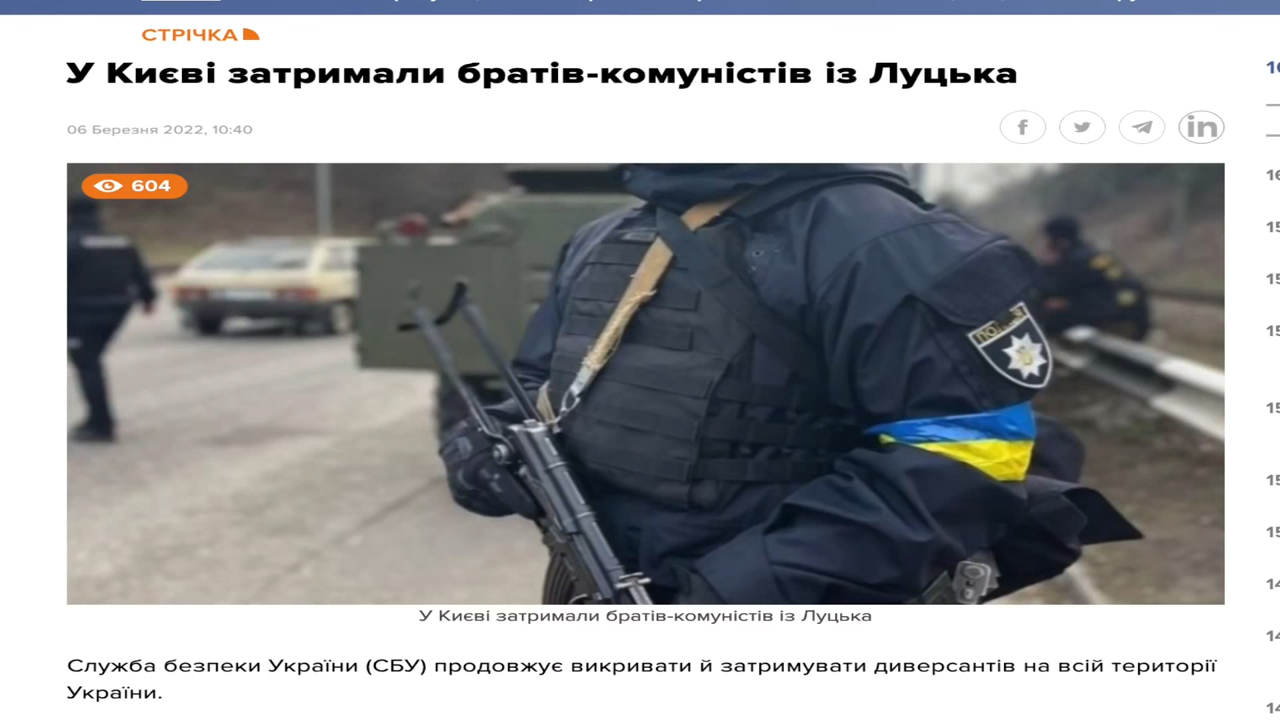 СТРІЧКА
У Києві затримали братів-комуністів із Луцька
06 Березня 2022, 10:40
604
У Києві затримали братів-комуністів із Луцька
Служба безпеки України (СБУ) продовжує викривати й затримувати диверсантів на всій території
України.